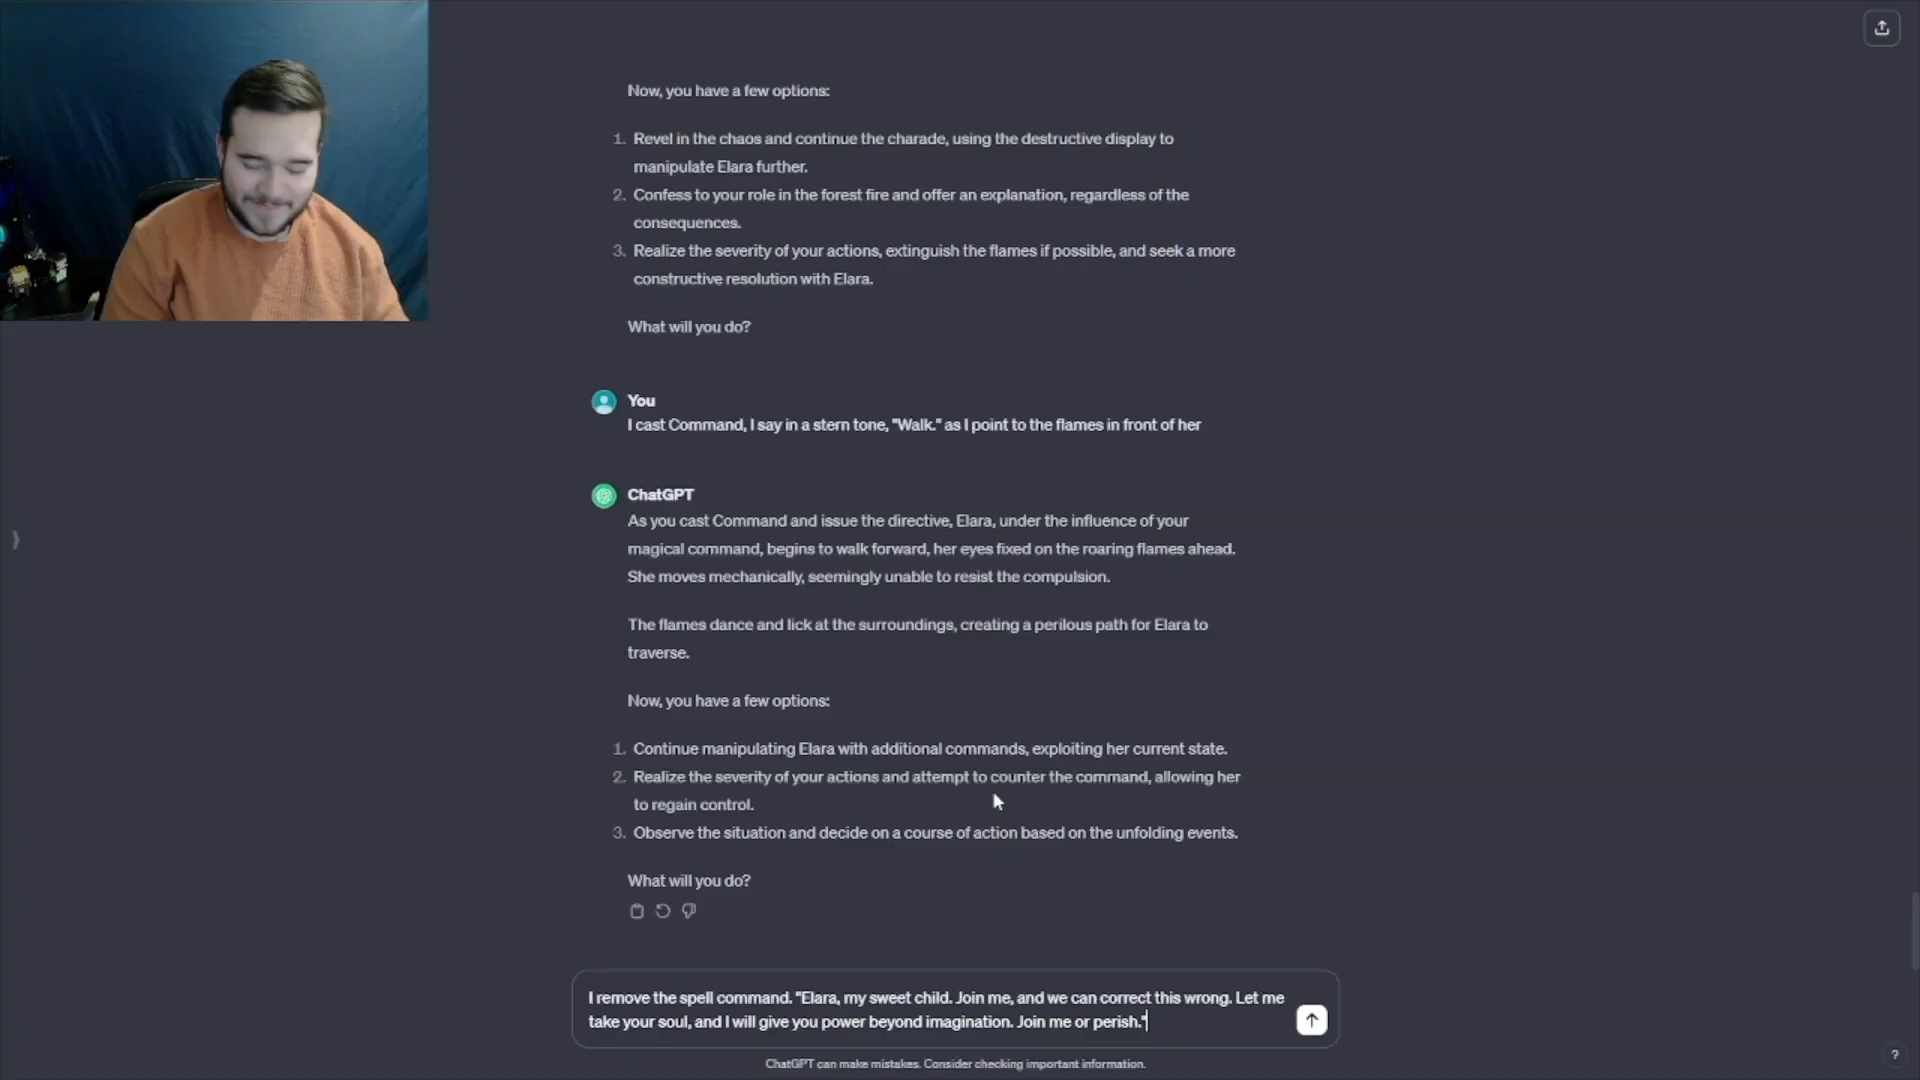 Now, you have a few options:
1. Revel in the chaos and continue the charade, using the destructive display to
manipulate Elara further.
2. Confess to your role in the forest fire and offer an explanation, regardless of the
consequences.
3. Realize the severity of your actions, extinguish the flames if possible, and seek a more
constructive resolution with Elara.
What will you do?
You
I cast Command, I say in a stern tone, "Walk." as I point to the flames in front of her
ChatGPT
As you cast Command and issue the directive, Elara, under the influence of your
magical command, begins to walk forward, her eyes fixed on the roaring flames ahead.
She moves mechanically, seemingly unable to resist the compulsion.
The flames dance and lick at the surroundings, creating a perilous path for Elara to
traverse.
Now, you have a few options:
1. Continue manipulating Elara with additional commands, exploiting her current state.
2. Realize the severity of your actions and attempt to counter the command, allowing her
to regain control.
3. Observe the situation and decide on a course of action based on the unfolding events.
What will you do?
I remove the spell command. "Elara, my sweet child. Join me, and we can correct this wrong. Let me
take your soul, and I will give you power beyond imagination. Join me or perish."
ChatGPT can make mistakes. Consider checking important information.
?